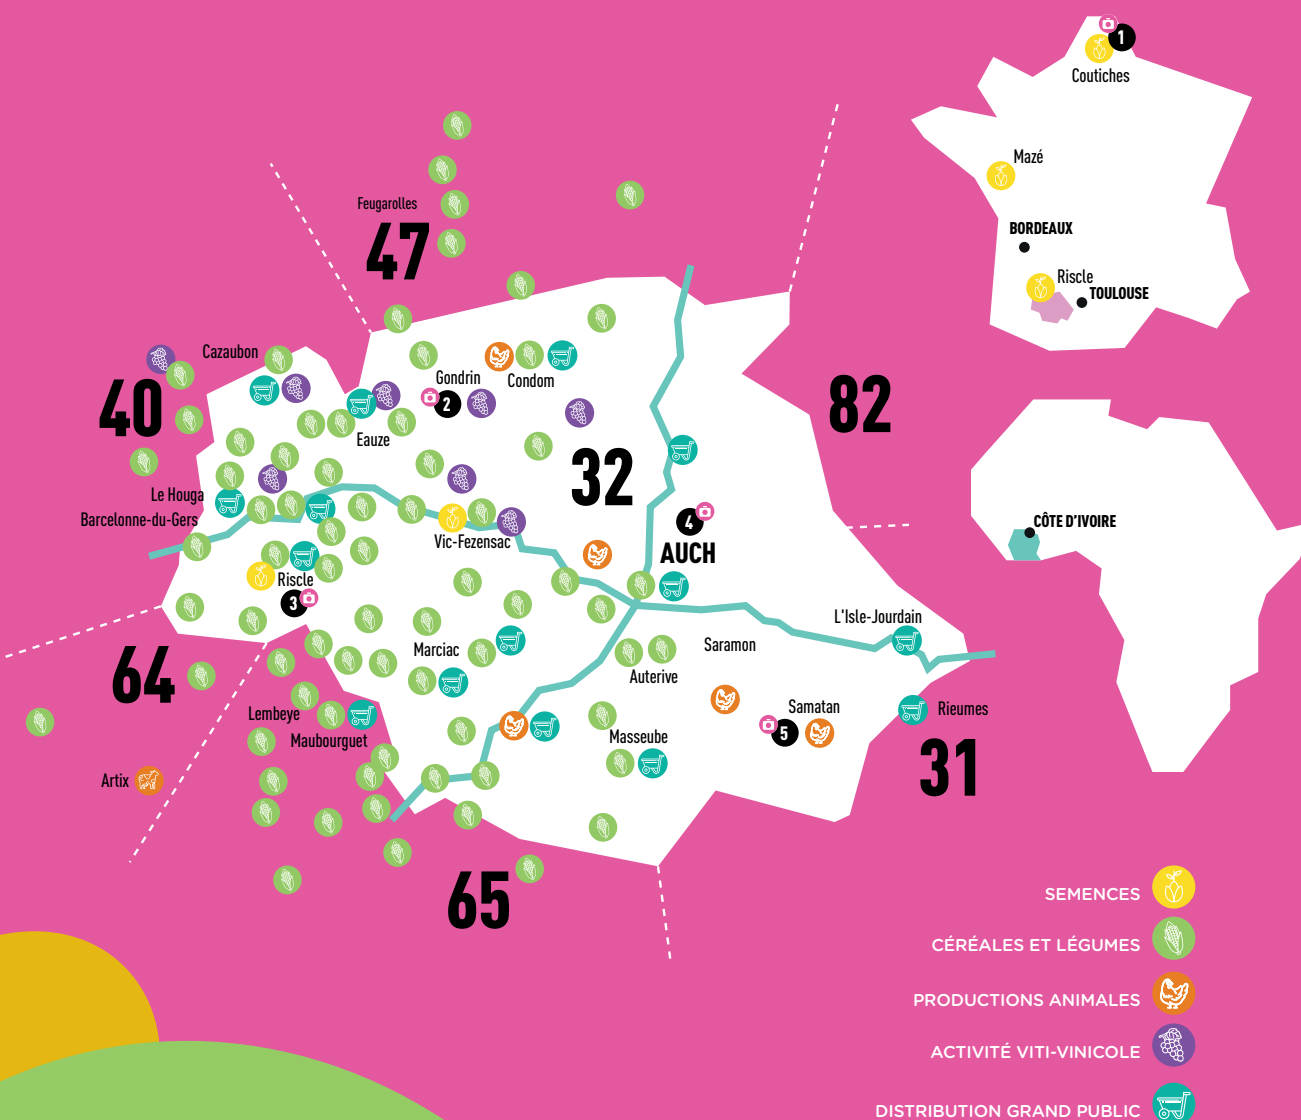 1
Coutiches
Mazé
BORDEAUX
Riscle
TOULOUSE
Feugarolles
47
Cazaubon
40
Gondrin
2
Condom
82
Eauze
32
Le Houga
Barcelonne-du-Gers
4
AUCH
Vic-Fezensac
CÔTE D'IVOIRE
Riscle
3
L'Isle-Jourdain
Marciac
Saramon
64
Auterive
Lembeye
Maubourguet
Masseube
Samatan
5
Rieumes
31
Artix
65
SEMENCES
CÉRÉALES ET LÉGUMES
PRODUCTIONS ANIMALES
ACTIVITÉ VITI-VINICOLE
DISTRIBUTION GRAND PUBLIC